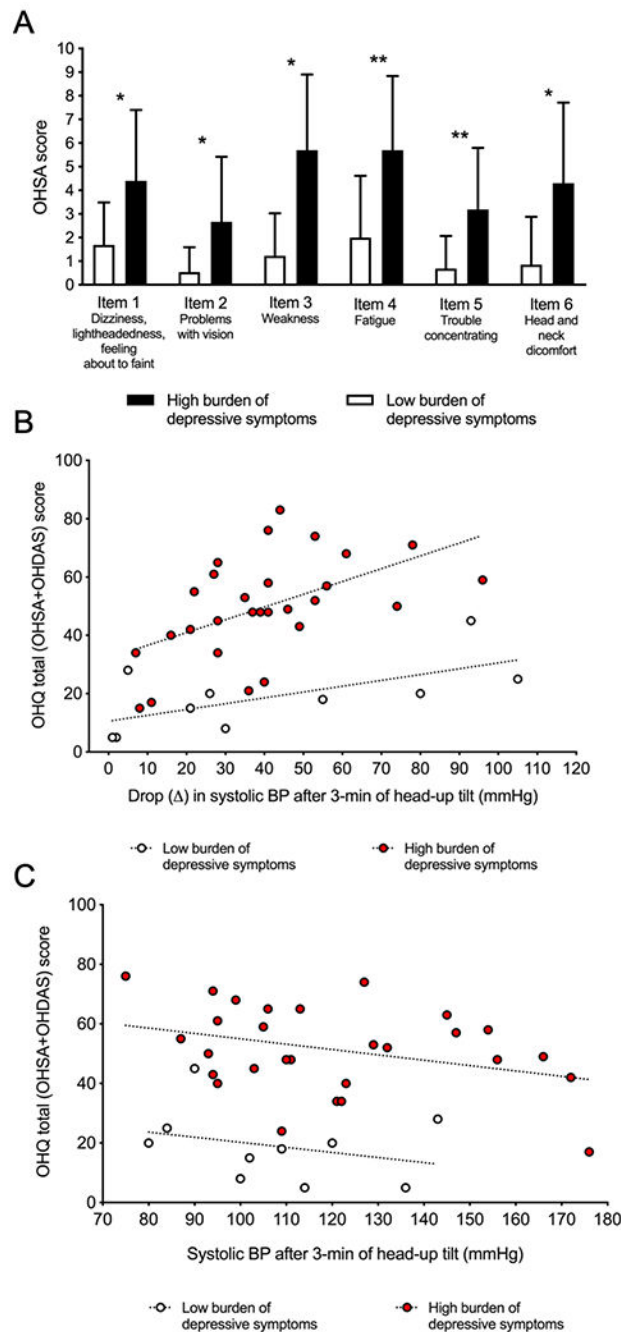 A
OHSA score
10
9
8
7
6
5
4
3
2
1
0
* * * ** ** *
Item 1 Item 2 Item 3 Item 4 Item 5 Item 6
Dizziness, Problems Weakness Fatigue Trouble Head and
lightheadedness, with vision concentrating neck
feeling dicomfort
about to faint
High burden of Low burden of
depressive symptoms depressive symptoms
B
OHQ total (OHSA+OHDAS) score
100
80
60
40
20
0
0 10 20 30 40 50 60 70 80 90 100 110 120
Drop (Δ) in systolic BP after 3-min of head-up tilt (mmHg)
Low burden of High burden of
depressive symptoms depressive symptoms
C
OHQ total (OHSA+OHDAS) score
100
80
60
40
20
0
70 80 90 100 110 120 130 140 150 160 170 180
Systolic BP after 3-min of head-up tilt (mmHg)
Low burden of High burden of
depressive symptoms depressive symptoms